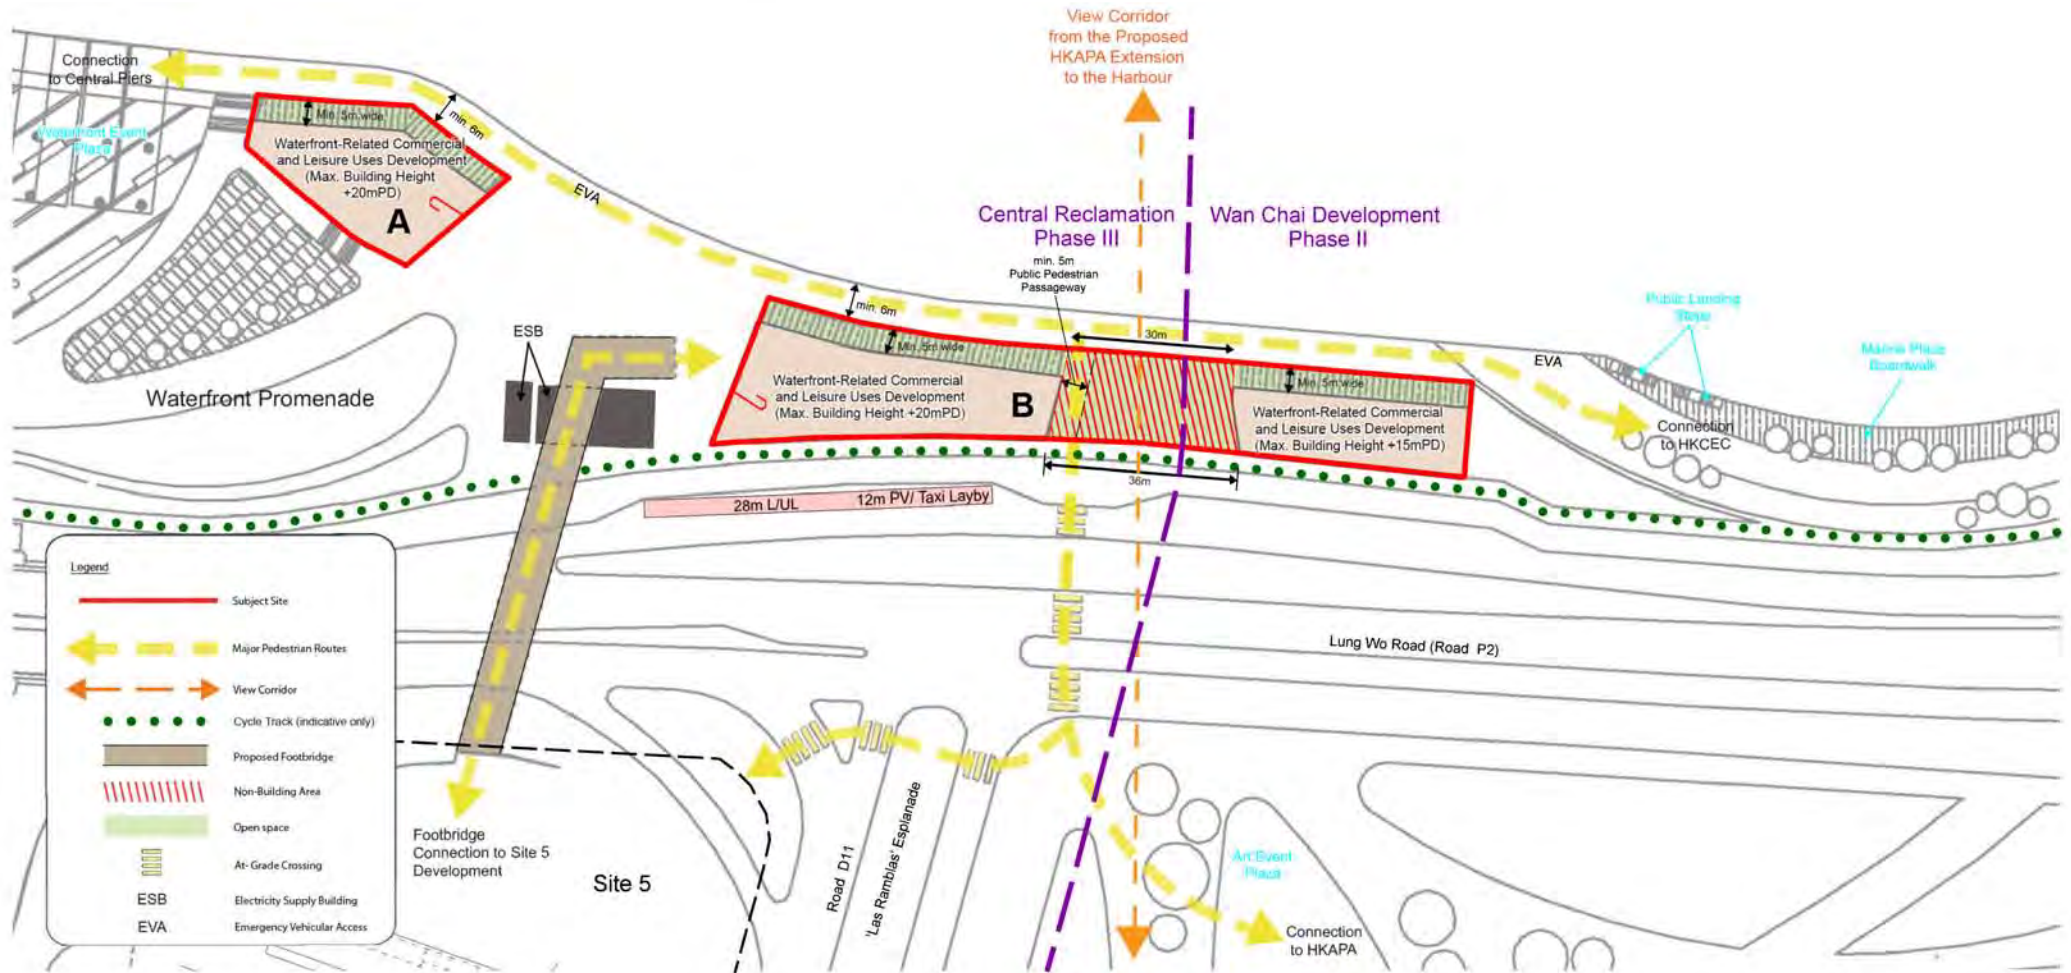 View Corridor
from the Proposed
HKAPA Extension
to the Harbour
Connection
to Central Piers
Waterfront Event
Plaza
Min. 5m wide
min. 6m
Waterfront-Related Commercial
and Leisure Uses Development
(Max. Building Height
+20mPD)
A
EVA
Central Reclamation
Phase III
Wan Chai Development
Phase II
min. 5m
Public Pedestrian
Passageway
min. 6m
30m
Public Landing
Steps
Marine Plaza
Boardwalk
EVA
ESB
Min. 5m wide
Min. 5m wide
Waterfront Promenade
Waterfront-Related Commercial
and Leisure Uses Development
(Max. Building Height +20mPD)
B
Waterfront-Related Commercial
and Leisure Uses Development
(Max. Building Height +15mPD)
Connection
to HKCEC
36m
28m L/UL
12m PV/ Taxi Layby
Lung Wo Road (Road P2)
Legend
Subject Site
Major Pedestrian Routes
View Corridor
Cycle Track (indicative only)
Proposed Footbridge
Non-Building Area
Open space
At- Grade Crossing
ESB
Electricity Supply Building
EVA
Emergency Vehicular Access
Footbridge
Connection to Site 5
Development
Site 5
Road D11
'Las Ramblas' Esplanade
Art Event
Plaza
Connection
to HKAPA